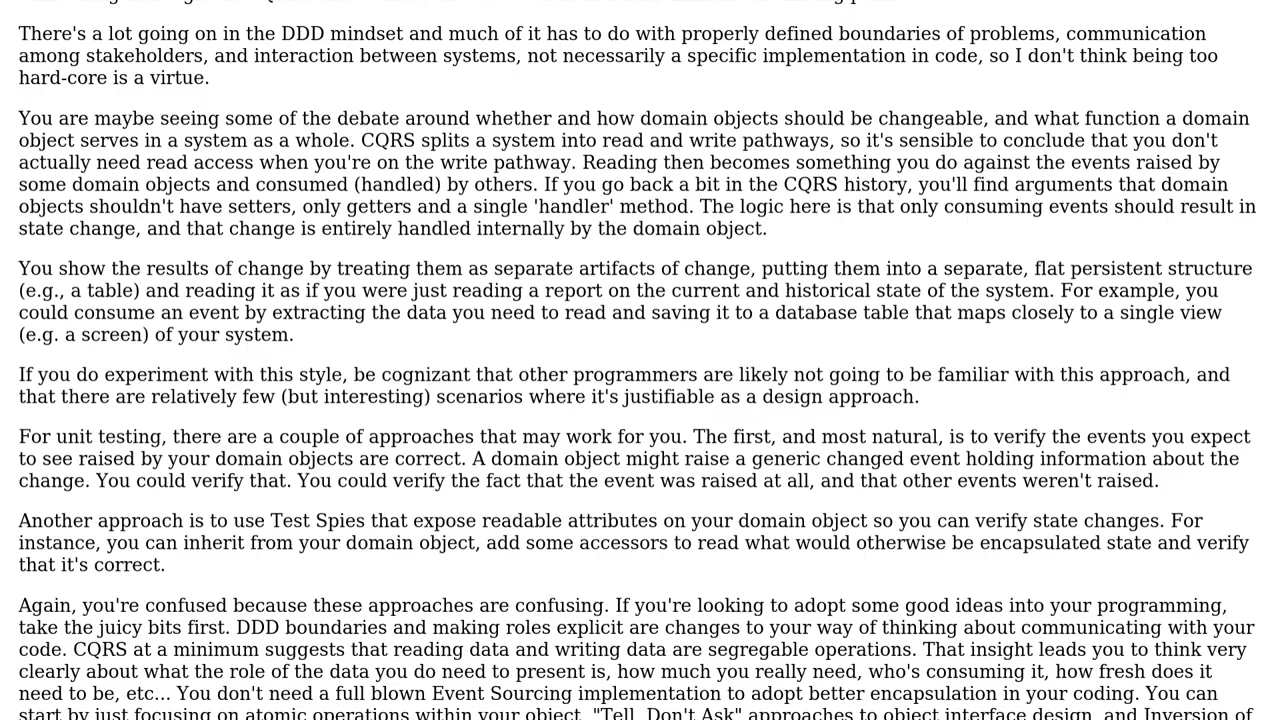 There's a lot going on in the DDD mindset and much of it has to do with properly defined boundaries of problems, communication
among stakeholders, and interaction between systems, not necessarily a specific implementation in code, so I don't think being too
hard-core is a virtue.
You are maybe seeing some of the debate around whether and how domain objects should be changeable, and what function a domain
object serves in a system as a whole. CQRS splits a system into read and write pathways, so it's sensible to conclude that you don't
actually need read access when you're on the write pathway. Reading then becomes something you do against the events raised by
some domain objects and consumed (handled) by others. If you go back a bit in the CQRS history, you'll find arguments that domain
objects shouldn't have setters, only getters and a single 'handler' method. The logic here is that only consuming events should result in
state change, and that change is entirely handled internally by the domain object.
You show the results of change by treating them as separate artifacts of change, putting them into a separate, flat persistent structure
(e.g., a table) and reading it as if you were just reading a report on the current and historical state of the system. For example, you
could consume an event by extracting the data you need to read and saving it to a database table that maps closely to a single view
(e.g. a screen) of your system.
If you do experiment with this style, be cognizant that other programmers are likely not going to be familiar with this approach, and
that there are relatively few (but interesting) scenarios where it's justifiable as a design approach.
For unit testing, there are a couple of approaches that may work for you. The first, and most natural, is to verify the events you expect
to see raised by your domain objects are correct. A domain object might raise a generic changed event holding information about the
change. You could verify that. You could verify the fact that the event was raised at all, and that other events weren't raised.
Another approach is to use Test Spies that expose readable attributes on your domain object so you can verify state changes. For
instance, you can inherit from your domain object, add some accessors to read what would otherwise be encapsulated state and verify
that it's correct.
Again, you're confused because these approaches are confusing. If you're looking to adopt some good ideas into your programming,
take the juicy bits first. DDD boundaries and making roles explicit are changes to your way of thinking about communicating with your
code. CQRS at a minimum suggests that reading data and writing data are segregable operations. That insight leads you to think very
clearly about what the role of the data you do need to present is, how much you really need, who's consuming it, how fresh does it
need to be, etc... You don't need a full blown Event Sourcing implementation to adopt better encapsulation in your coding. You can
start by just focusing on atomic operations within your object, "Tell, Don't Ask" approaches to object interface design, and Inversion of